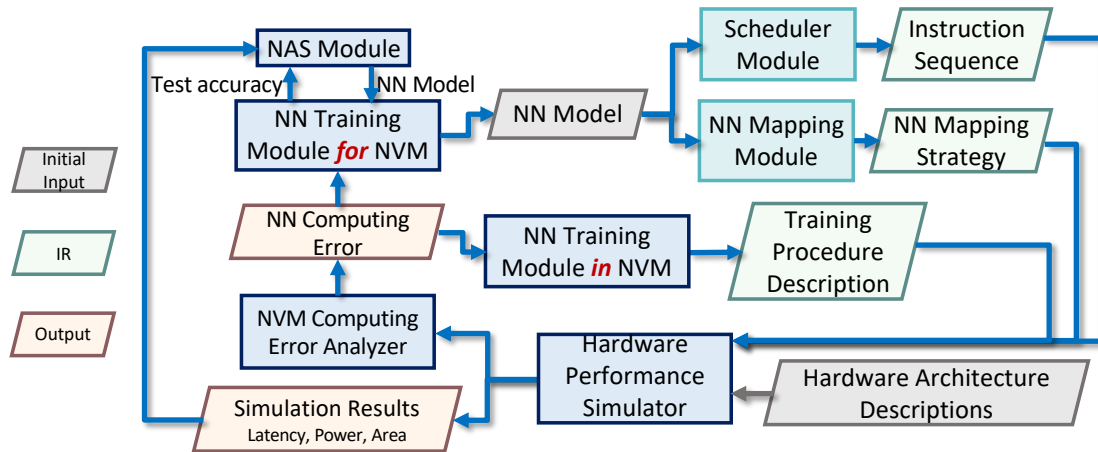 NAS Module
Test accuracy
NN Model
NN Training
Module for NVM
NN Model
Scheduler
Module
Instruction
Sequence
NN Mapping
Module
NN Mapping
Strategy
Initial
Input
IR
Output
NN Computing
Error
NN Training
Module in NVM
Training
Procedure
Description
NVM Computing
Error Analyzer
Hardware
Performance
Simulator
Hardware Architecture
Descriptions
Simulation Results
Latency, Power, Area